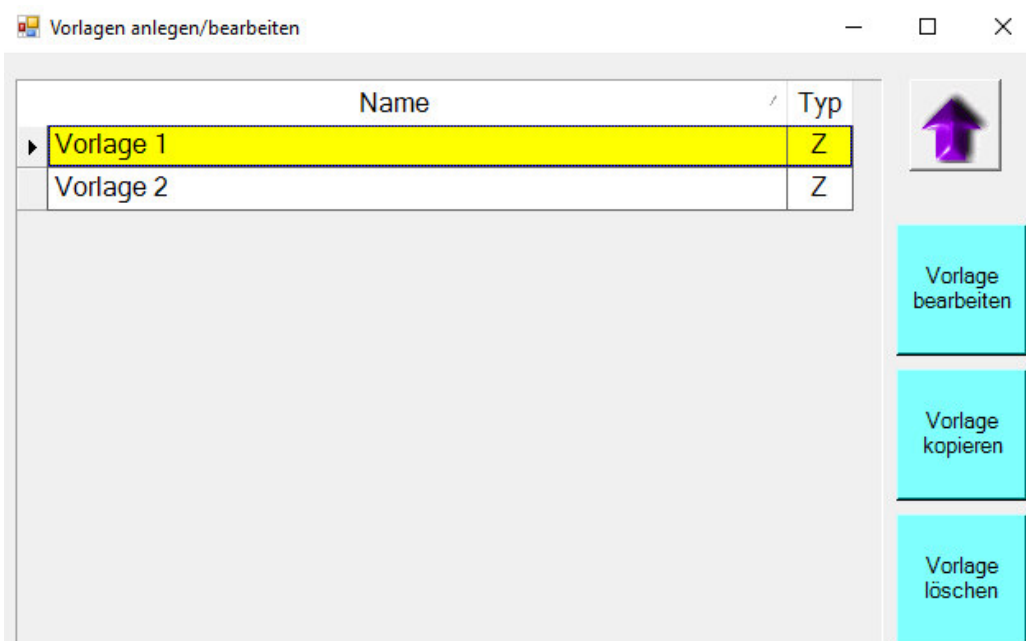 Vorlagen anlegen/bearbeiten
Name Typ
Vorlage 1 Z
Vorlage 2 Z
Vorlage
bearbeiten
Vorlage
kopieren
Vorlage
löschen